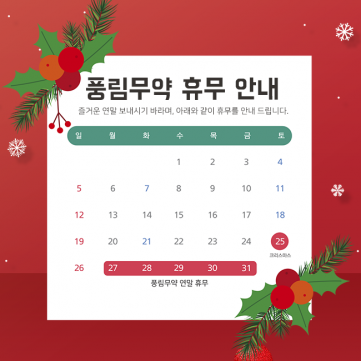 풍림무약 휴무 안내
즐거운 연말 보내시기 바라며, 아래와 같이 휴무를 안내 드립니다.
일 월 화 수 목 금 토
1 2 3 4
5 6 7 8 9 10 11
12 13 14 15 16 17 18
19 20 21 22 23 24 25
크리스마스
26 27 28 29 30 31
풍림무약 연말 휴무